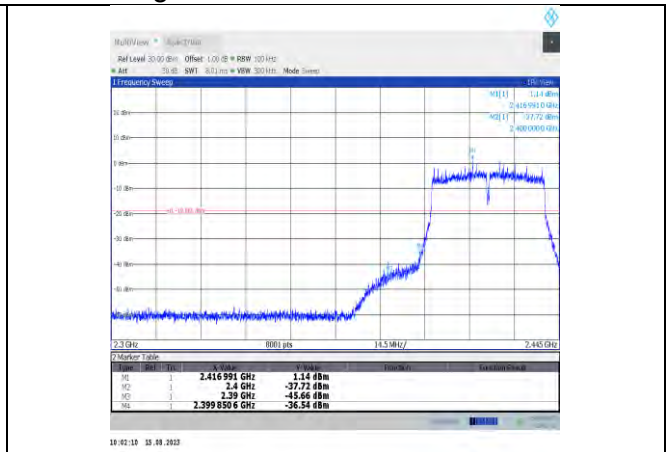 MultiView Spectrum
Ref Level 30.00 dBm Offset 1.00 dB RBW 100 kHz
Att 30 dB SWT VBW 300 kHz Mode Sweep
1 Frequency Sweep
M1[1] 1.14 dBm
2.416 991 0 GHz
M2[1] -37.72 dBm
2.400 000 0 GHz
10 dBm
0 dBm
-10 dBm
-20 dBm
-30 dBm
-40 dBm
-50 dBm
2.3 GHz 8001 pts 14.5 MHz/ 2.445 GHz
2 Marker Table
Type Ref Trc X-Value Y-Value Function Function Result
M1 1 2.416 991 GHz 1.14 dBm
M2 1 2.4 GHz -37.72 dBm
M3 1 2.39 GHz -45.66 dBm
M4 1 2.399 850 6 GHz -36.54 dBm
10:02:10 15.08.2023